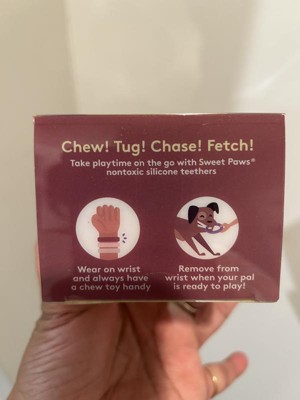 Chew! Tug! Chase! Fetch!
Take playtime on the go with Sweet Paws®
nontoxic silicone teethers
Wear on wrist
and always have
a chew toy handy
Remove from
wrist when your pal
is ready to play!